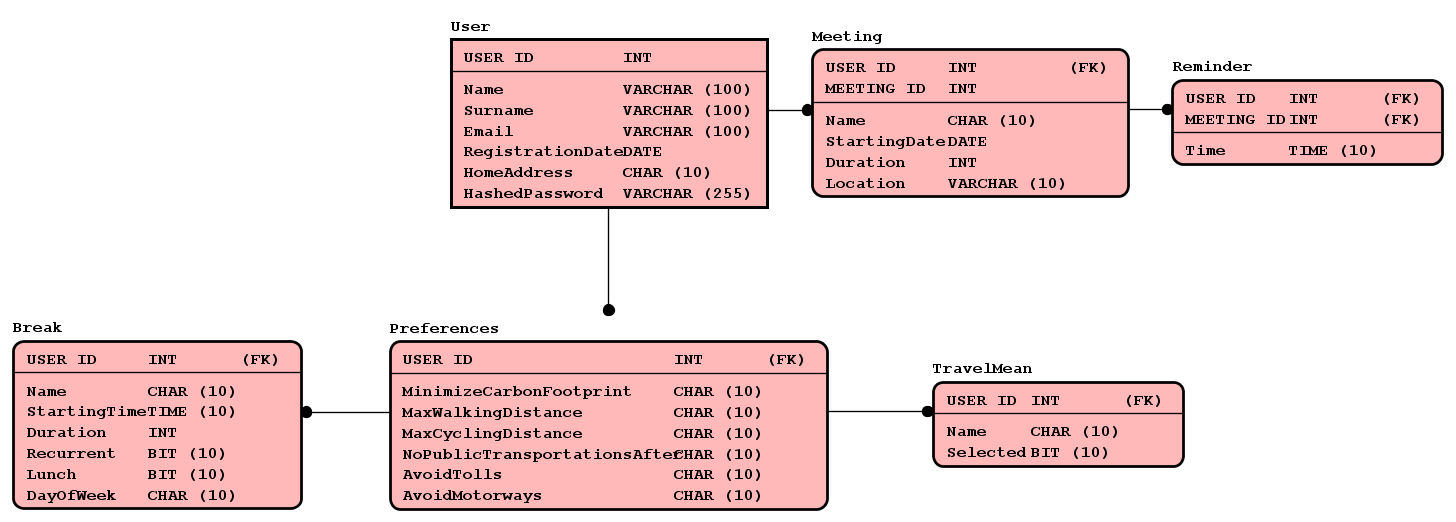 User
USER ID INT
Name VARCHAR (100)
Surname VARCHAR (100)
Email VARCHAR (100)
RegistrationDate DATE
HomeAddress CHAR (10)
HashedPassword VARCHAR (255)
Meeting
USER ID INT (FK)
MEETING ID INT
Name CHAR (10)
StartingDate DATE
Duration INT
Location VARCHAR (10)
Reminder
USER ID INT (FK)
MEETING ID INT (FK)
Time TIME (10)
Break
USER ID INT (FK)
Name CHAR (10)
StartingTime TIME (10)
Duration INT
Recurrent BIT (10)
Lunch BIT (10)
DayOfWeek CHAR (10)
Preferences
USER ID INT (FK)
MinimizeCarbonFootprint CHAR (10)
MaxWalkingDistance CHAR (10)
MaxCyclingDistance CHAR (10)
NoPublicTransportationsAfter CHAR (10)
AvoidTolls CHAR (10)
AvoidMotorways CHAR (10)
TravelMean
USER ID INT (FK)
Name CHAR (10)
Selected BIT (10)